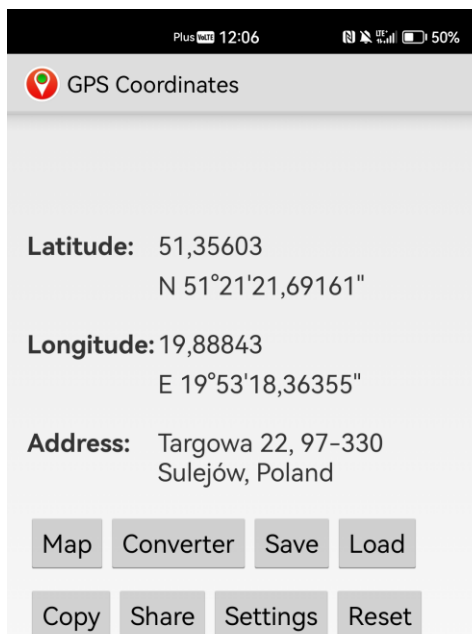 Plus VoLTE 12:06 LTE+ 50%
GPS Coordinates
Latitude: 51,35603
N 51°21'21,69161"
Longitude: 19,88843
E 19°53'18,36355"
Address: Targowa 22, 97-330
Sulejów, Poland
Map Converter Save Load
Copy Share Settings Reset